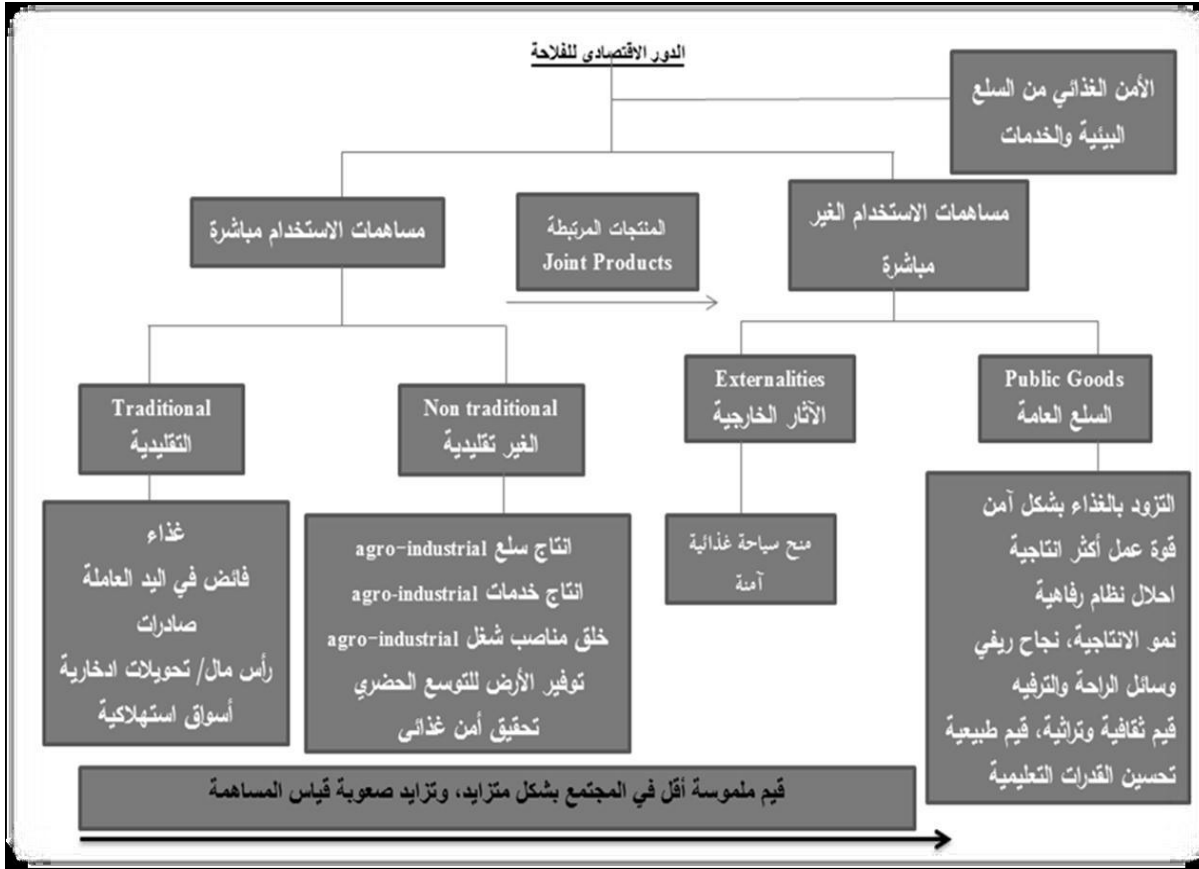 الدور الاقتصادي للفلاحة
الأمن الغذائي من السلع
البيئية والخدمات
مساهمات الاستخدام الغير
مباشرة
المنتجات المرتبطة
Joint Products
مساهمات الاستخدام مباشرة
Public Goods
السلع العامة
Externalities
الآثار الخارجية
Non traditional
الغير تقليدية
Traditional
التقليدية
التزود بالغذاء بشكل آمن
قوة عمل أكثر انتاجية
احلال نظام رفاهية
نمو الانتاجية، نجاح ريفي
وسائل الراحة والترفيه
قيم ثقافية وتراثية، قيم طبيعية
تحسين القدرات التعليمية
منح سياحة غذائية
آمنة
انتاج سلع agro-industrial
انتاج خدمات agro-industrial
خلق مناصب شغل agro-industrial
توفير الأرض للتوسع الحضري
تحقيق أمن غذائى
غذاء
فائض في اليد العاملة
صادرات
رأس مال/ تحويلات ادخارية
أسواق استهلاكية
قيم ملموسة أقل في المجتمع بشكل متزايد، وتزايد صعوبة قياس المساهمة